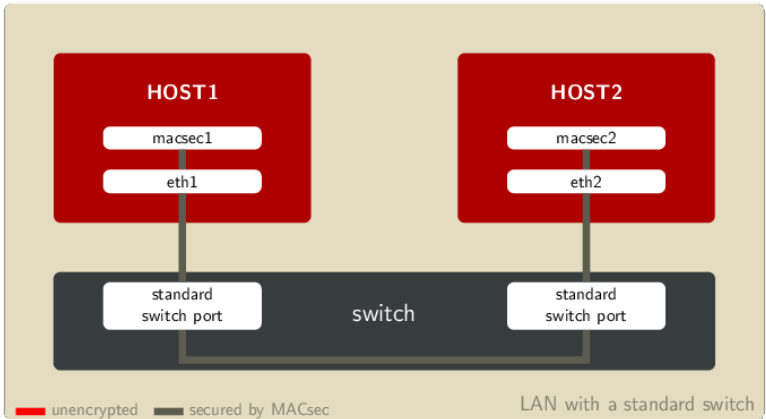 HOST1
HOST2
macsec1
macsec2
eth1
eth2
standard
switch port
switch
standard
switch port
unencrypted
secured by MACsec
LAN with a standard switch